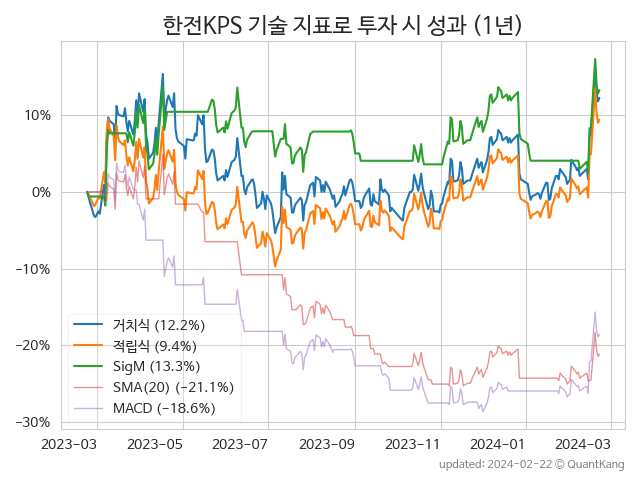 한전KPS 기술 지표로 투자 시 성과 (1년)
10%
0%
−10%
−20%
−30%
거치식 (12.2%)
적립식 (9.4%)
SigM (13.3%)
SMA(20) (−21.1%)
MACD (−18.6%)
2023−03
2023−05
2023−07
2023−09
2023−11
2024−01
2024−03
updated: 2024−02−22 © QuantKang